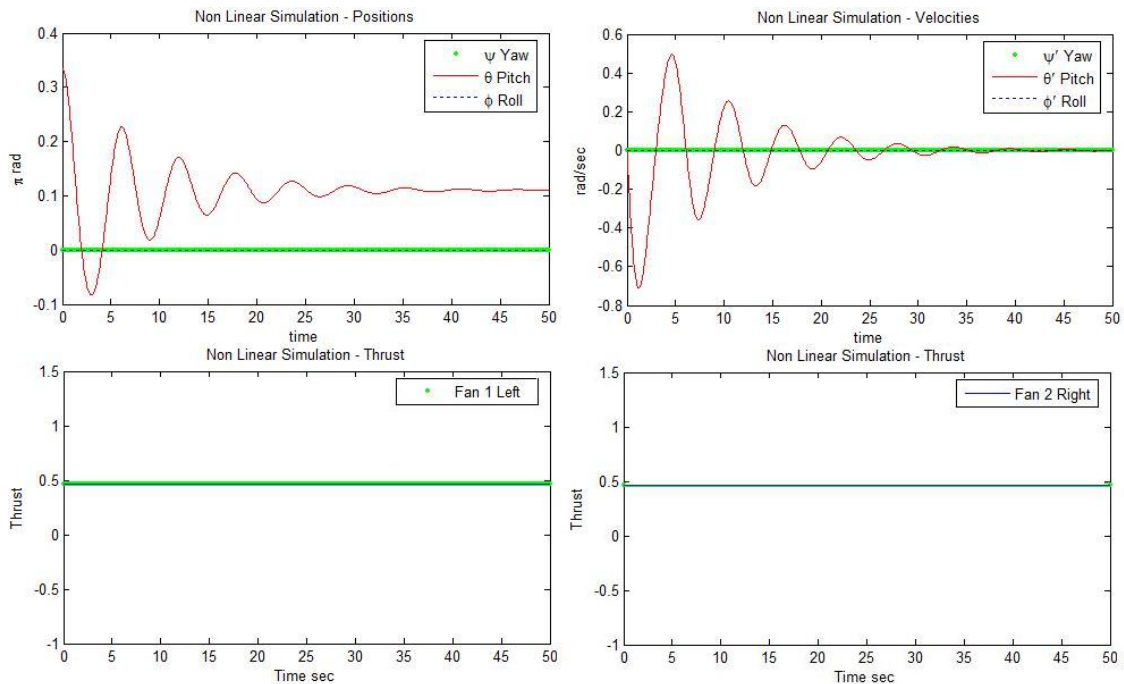 Non Linear Simulation - Positions
0.4
0.3
0.2
0.1
0
-0.1
π rad
ψ Yaw
θ Pitch
ϕ Roll
0 5 10 15 20 25 30 35 40 45 50
time
Non Linear Simulation - Velocities
0.6
0.4
0.2
0
-0.2
-0.4
-0.6
-0.8
rad/sec
ψ′ Yaw
θ′ Pitch
ϕ′ Roll
0 5 10 15 20 25 30 35 40 45 50
time
Non Linear Simulation - Thrust
1.5
1
0.5
0
-0.5
-1
Thrust
Fan 1 Left
0 5 10 15 20 25 30 35 40 45 50
Time sec
Non Linear Simulation - Thrust
1.5
1
0.5
0
-0.5
-1
Thrust
Fan 2 Right
0 5 10 15 20 25 30 35 40 45 50
Time sec